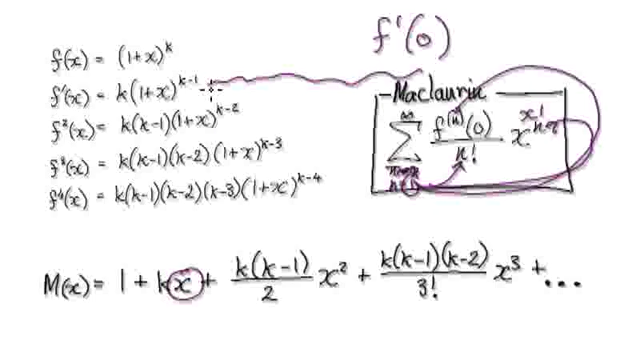 f'(0)
f(x) = (1+x)^k
f'(x) = k(1+x)^{k-1}
f²(x) = k(k-1)(1+x)^{k-2}
f³(x) = k(k-1)(k-2)(1+x)^{k-3}
f⁴(x) = k(k-1)(k-2)(k-3)(1+x)^{k-4}
Maclaurin
∞
∑ f^{(n)}(0)/n! x
M(x) = 1 + kx + k(k-1)/2 x² + k(k-1)(k-2)/3! x³ + ...